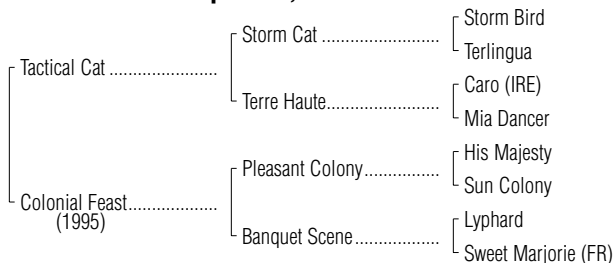 Storm Bird
Storm Cat ........................
Terlingua
Tactical Cat .......................
Caro (IRE)
Terre Haute........................
Mia Dancer
His Majesty
Pleasant Colony................
Sun Colony
Colonial Feast...................
(1995)
Lyphard
Banquet Scene..................
Sweet Marjorie (FR)